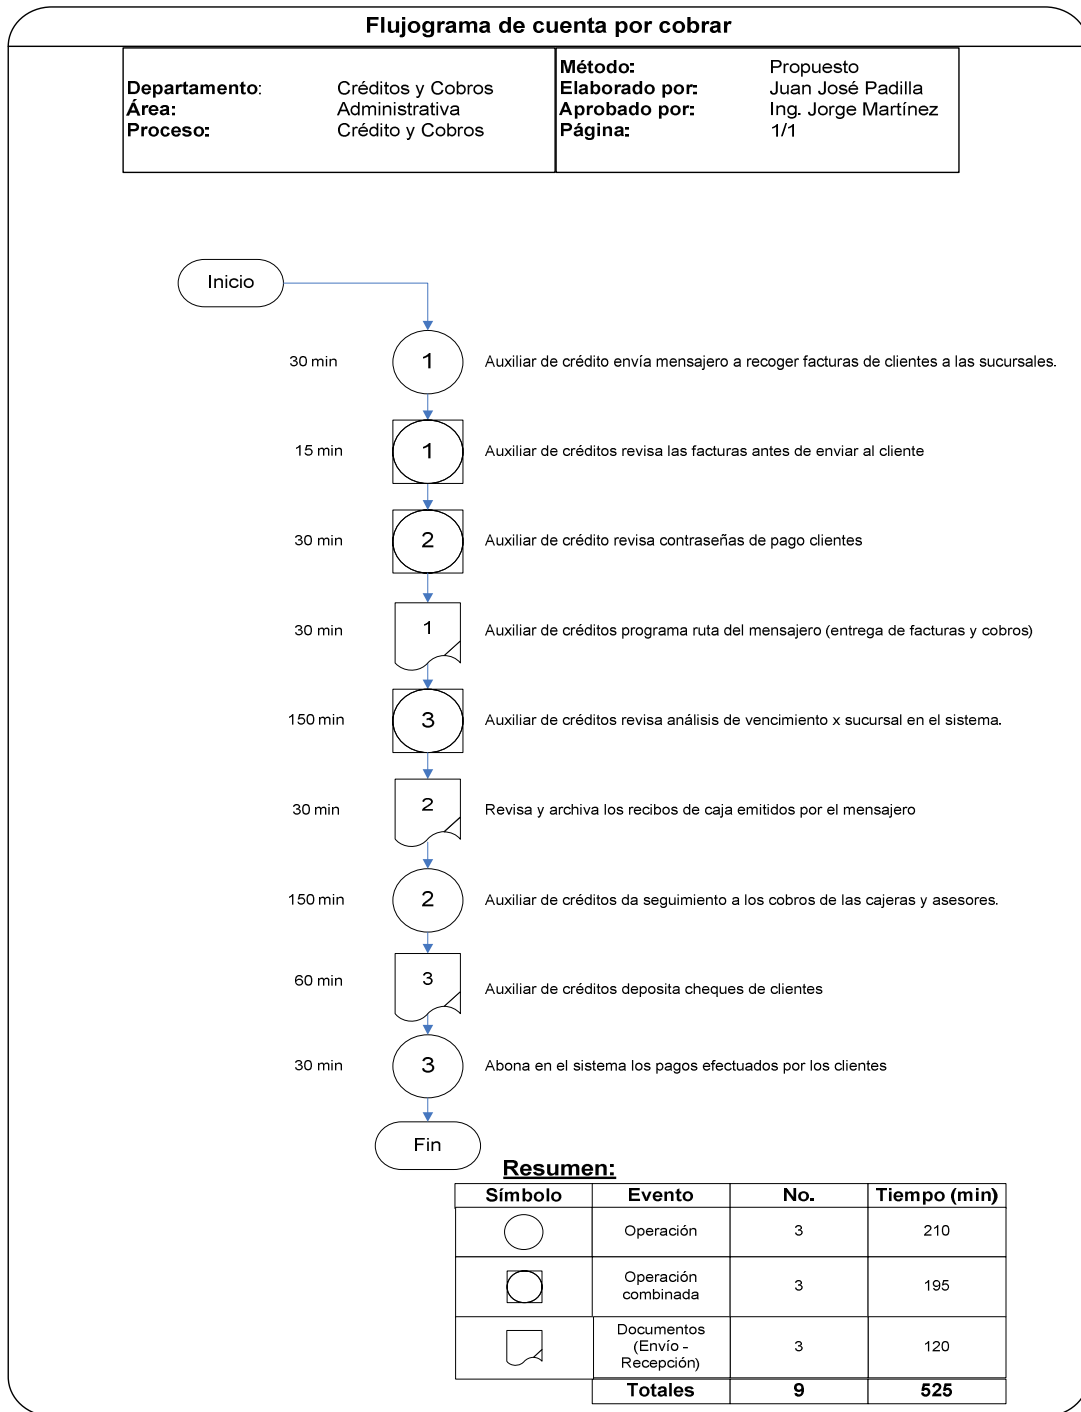 Flujograma de cuenta por cobrar
Departamento: Créditos y Cobros
Área: Administrativa
Proceso: Crédito y Cobros
Método: Propuesto
Elaborado por: Juan José Padilla
Aprobado por: Ing. Jorge Martínez
Página: 1/1
Inicio
30 min 1 Auxiliar de crédito envía mensajero a recoger facturas de clientes a las sucursales.
15 min 1 Auxiliar de créditos revisa las facturas antes de enviar al cliente
30 min 2 Auxiliar de crédito revisa contraseñas de pago clientes
30 min 1 Auxiliar de créditos programa ruta del mensajero (entrega de facturas y cobros)
150 min 3 Auxiliar de créditos revisa análisis de vencimiento x sucursal en el sistema.
30 min 2 Revisa y archiva los recibos de caja emitidos por el mensajero
150 min 2 Auxiliar de créditos da seguimiento a los cobros de las cajeras y asesores.
60 min 3 Auxiliar de créditos deposita cheques de clientes
30 min 3 Abona en el sistema los pagos efectuados por los clientes
Fin
Resumen:
Símbolo Evento No. Tiempo (min)
Operación 3 210
Operación
combinada 3 195
Documentos
(Envío -
Recepción) 3 120
Totales 9 525